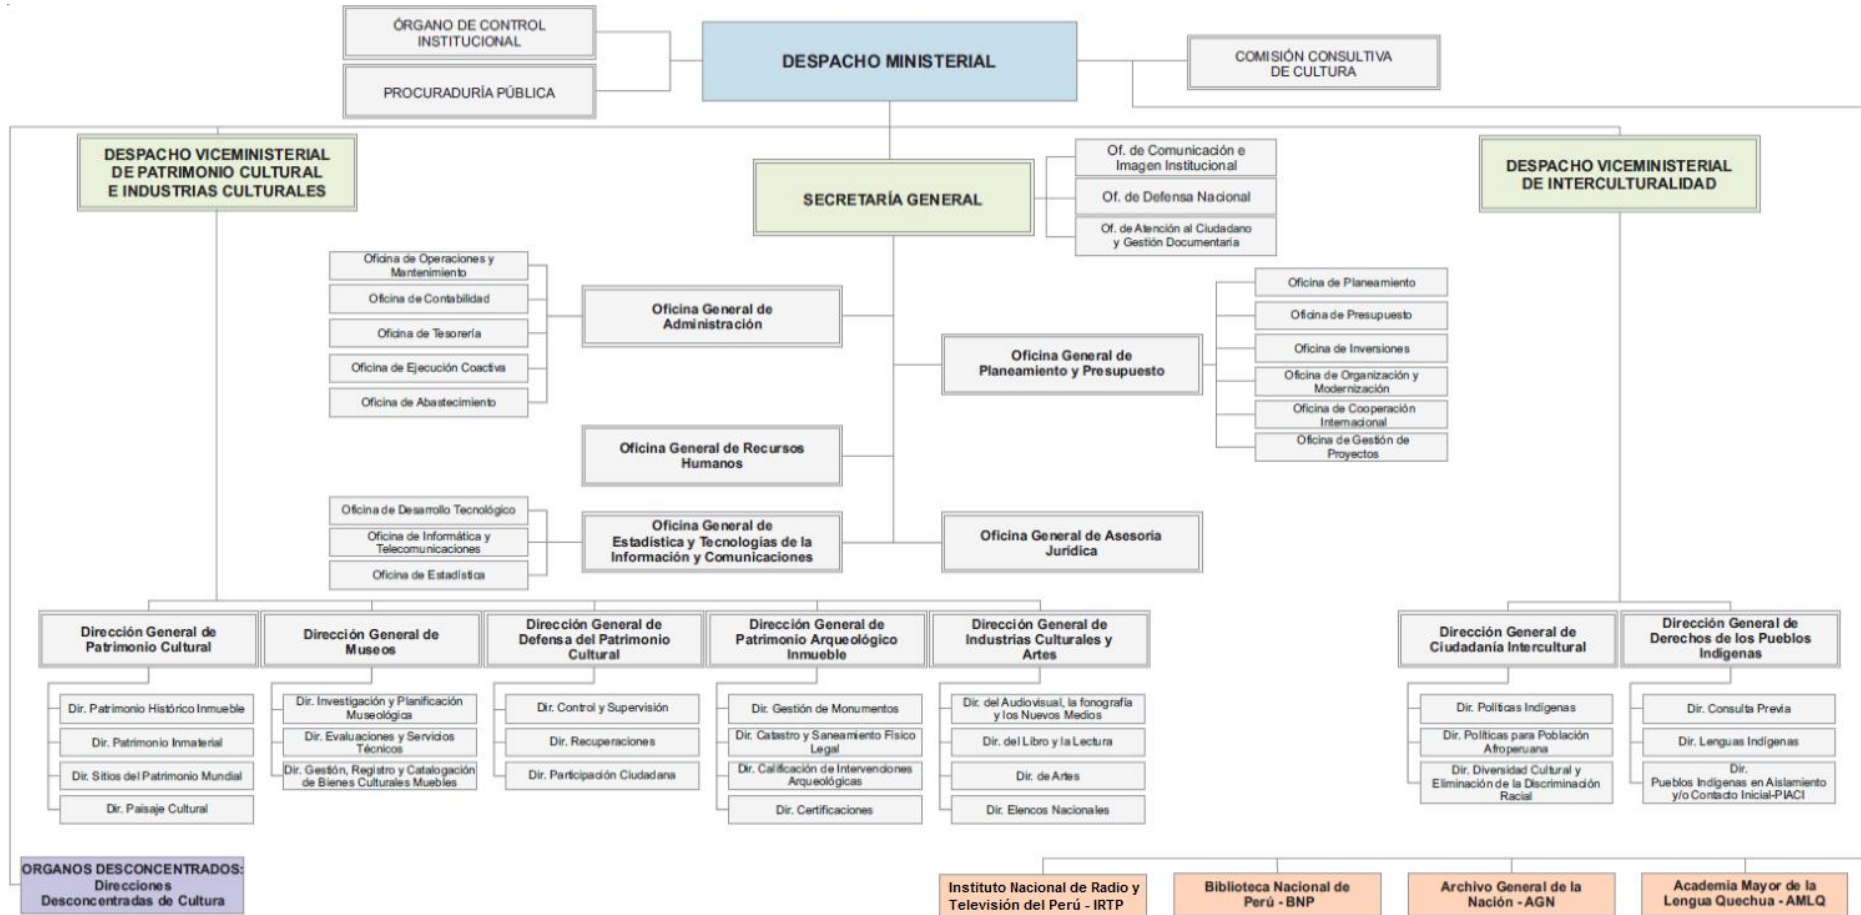 ÓRGANO DE CONTROL
INSTITUCIONAL
PROCURADURÍA PÚBLICA
DESPACHO MINISTERIAL
COMISIÓN CONSULTIVA
DE CULTURA
DESPACHO VICEMINISTERIAL
DE PATRIMONIO CULTURAL
E INDUSTRIAS CULTURALES
SECRETARÍA GENERAL
Of. de Comunicación e
Imagen Institucional
Of. de Defensa Nacional
Of. de Atención al Ciudadano
y Gestión Documentaria
DESPACHO VICEMINISTERIAL
DE INTERCULTURALIDAD
Oficina de Operaciones y
Mantenimiento
Oficina de Contabilidad
Oficina de Tesorería
Oficina de Ejecución Coactiva
Oficina de Abastecimiento
Oficina General de
Administración
Oficina General de
Planeamiento y Presupuesto
Oficina de Planeamiento
Oficina de Presupuesto
Oficina de Inversiones
Oficina de Organización y
Modernización
Oficina de Cooperación
Internacional
Oficina de Gestión de
Proyectos
Oficina General de Recursos
Humanos
Oficina de Desarrollo Tecnológico
Oficina de Informática y
Telecomunicaciones
Oficina de Estadística
Oficina General de
Estadística y Tecnologías de la
Información y Comunicaciones
Oficina General de Asesoría
Jurídica
Dirección General de
Patrimonio Cultural
Dir. Patrimonio Histórico Inmueble
Dir. Patrimonio Inmaterial
Dir. Sitios del Patrimonio Mundial
Dir. Paisaje Cultural
Dirección General de
Museos
Dir. Investigación y Planificación
Museológica
Dir. Evaluaciones y Servicios
Técnicos
Dir. Gestión, Registro y Catalogación
de Bienes Culturales Muebles
Dirección General de
Defensa del Patrimonio
Cultural
Dir. Control y Supervisión
Dir. Recuperaciones
Dir. Participación Ciudadana
Dirección General de
Patrimonio Arqueológico
Inmueble
Dir. Gestión de Monumentos
Dir. Catastro y Saneamiento Físico
Legal
Dir. Calificación de Intervenciones
Arqueológicas
Dir. Certificaciones
Dirección General de
Industrias Culturales y
Artes
Dir. del Audiovisual, la fonografía
y los Nuevos Medios
Dir. del Libro y la Lectura
Dir. de Artes
Dir. Elencos Nacionales
Dirección General de
Ciudadanía Intercultural
Dir. Políticas Indígenas
Dir. Políticas para Población
Afroperuana
Dir. Diversidad Cultural y
Eliminación de la Discriminación
Racial
Dirección General de
Derechos de los Pueblos
Indígenas
Dir. Consulta Previa
Dir. Lenguas Indígenas
Dir.
Pueblos Indígenas en Aislamiento
y/o Contacto Inicial-PIACI
ORGANOS DESCONCENTRADOS:
Direcciones
Desconcentradas de Cultura
Instituto Nacional de Radio y
Televisión del Perú - IRTP
Biblioteca Nacional de
Perú - BNP
Archivo General de la
Nación - AGN
Academia Mayor de la
Lengua Quechua - AMLQ